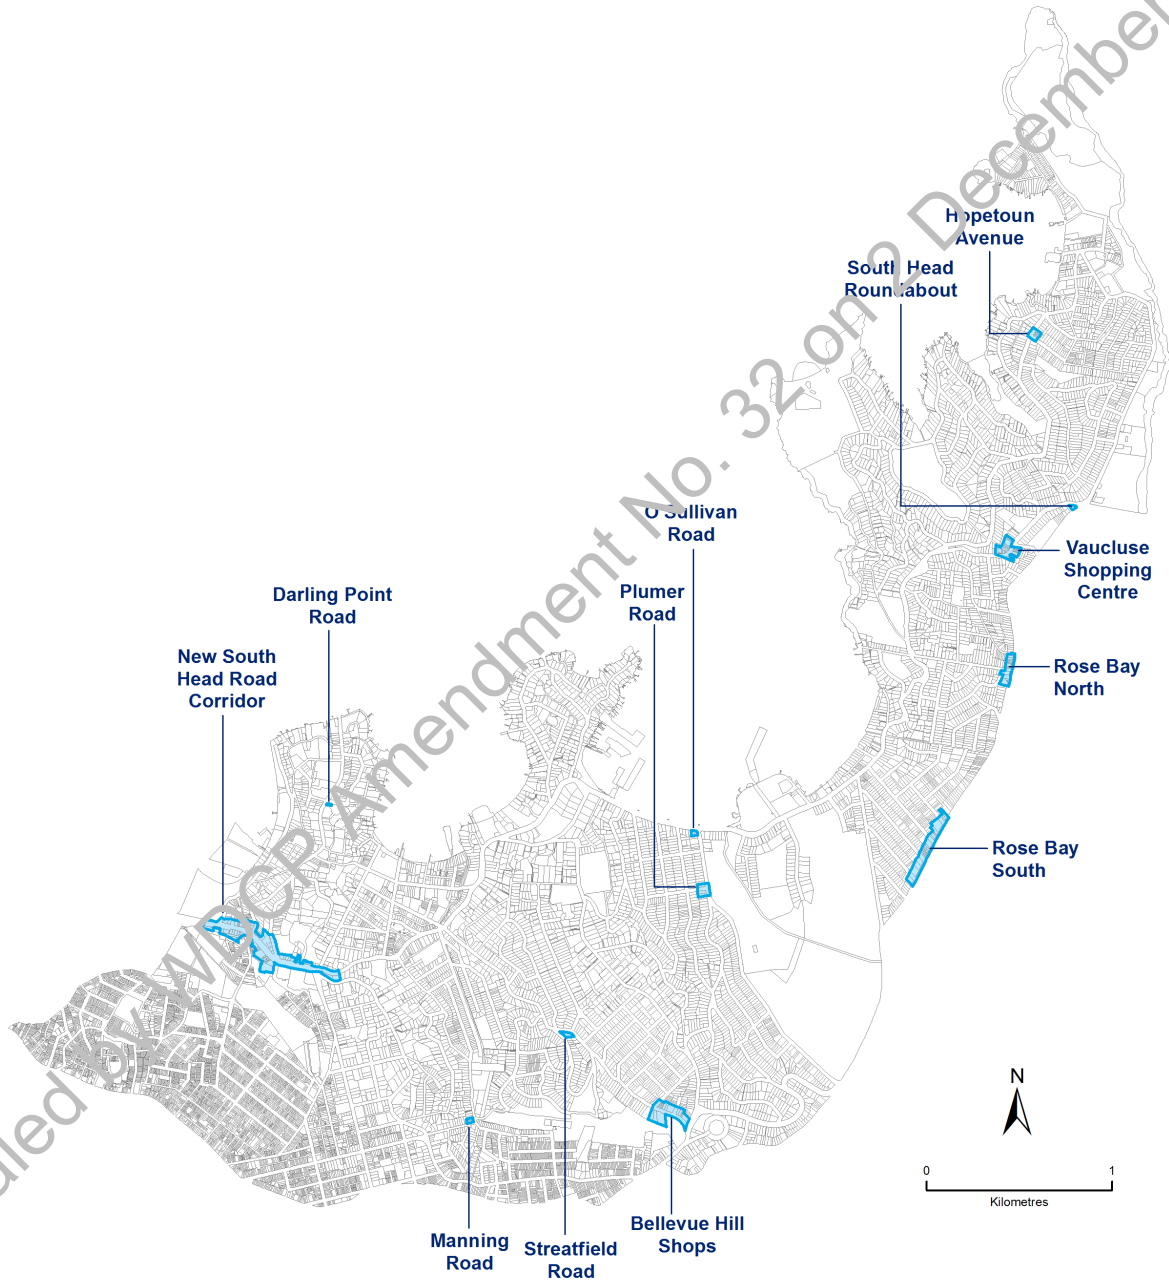 Hopetoun
Avenue
South Head
Roundabout
O'Sullivan
Road
Vaucluse
Shopping
Centre
Darling Point
Road
Plumer
Road
New South
Head Road
Corridor
Rose Bay
North
Rose Bay
South
N
0 1
Kilometres
Manning
Road
Streatfield
Road
Bellevue Hill
Shops
by WDCP Amendment No. 32 on 2 December